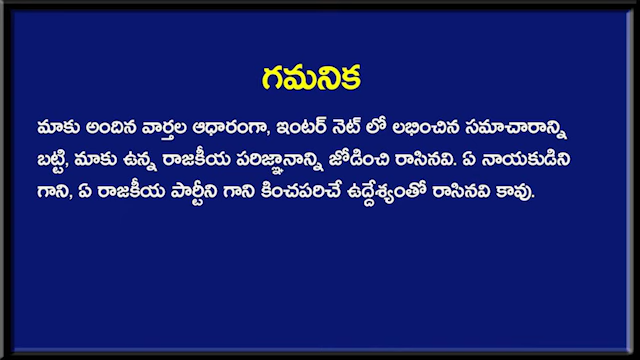 గమనిక
మాకు అందిన వార్తల ఆధారంగా, ఇంటర్ నెట్ లో లభించిన సమాచారాన్ని
బట్టి, మాకు ఉన్న రాజకీయ పరిజ్ఞానాన్ని జోడించి రాసినవి. ఏ నాయకుడిని
గాని, ఏ రాజకీయ పార్టీని గాని కించపరిచే ఉద్దేశ్యంతో రాసినవి కావు.